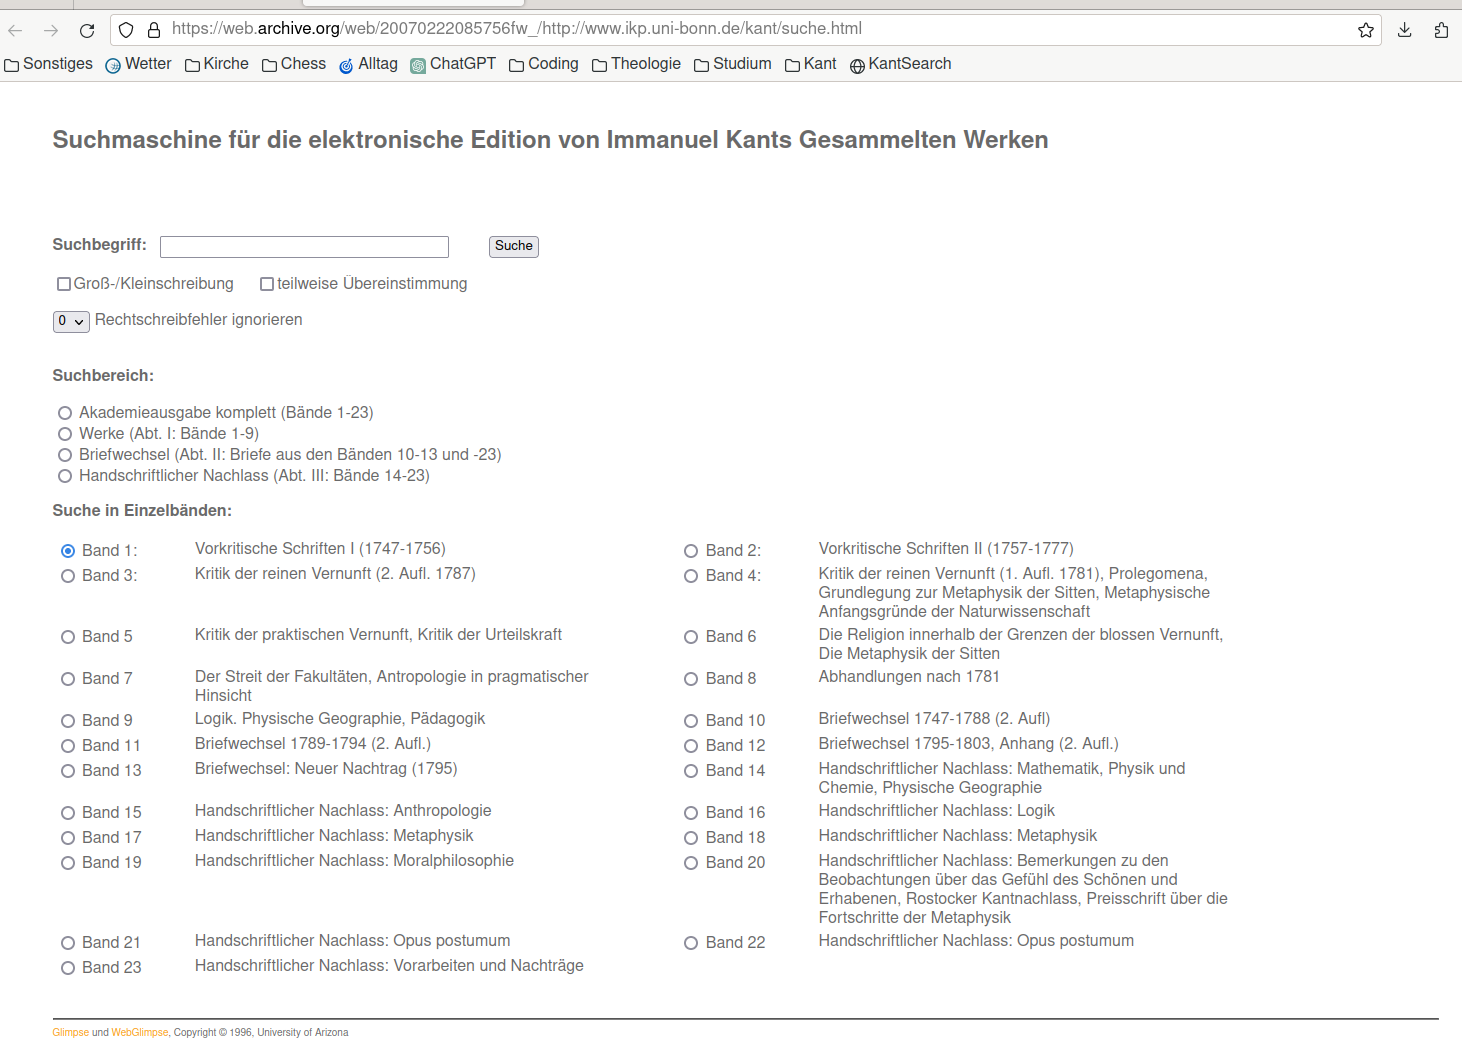 https://web.archive.org/web/20070222085756fw_/http://www.ikp.uni-bonn.de/kant/suche.html
Sonstiges Wetter Kirche Chess Alltag ChatGPT Coding Theologie Studium Kant KantSearch
Suchmaschine für die elektronische Edition von Immanuel Kants Gesammelten Werken
Suchbegriff: Suche
Groß-/Kleinschreibung teilweise Übereinstimmung
0 Rechtschreibfehler ignorieren
Suchbereich:
Akademieausgabe komplett (Bände 1-23)
Werke (Abt. I: Bände 1-9)
Briefwechsel (Abt. II: Briefe aus den Bänden 10-13 und -23)
Handschriftlicher Nachlass (Abt. III: Bände 14-23)
Suche in Einzelbänden:
Band 1: Vorkritische Schriften I (1747-1756) Band 2: Vorkritische Schriften II (1757-1777)
Band 3: Kritik der reinen Vernunft (2. Aufl. 1787) Band 4: Kritik der reinen Vernunft (1. Aufl. 1781), Prolegomena,
Grundlegung zur Metaphysik der Sitten, Metaphysische
Anfangsgründe der Naturwissenschaft
Band 5 Kritik der praktischen Vernunft, Kritik der Urteilskraft Band 6 Die Religion innerhalb der Grenzen der blossen Vernunft,
Die Metaphysik der Sitten
Band 7 Der Streit der Fakultäten, Antropologie in pragmatischer Band 8 Abhandlungen nach 1781
Hinsicht
Band 9 Logik. Physische Geographie, Pädagogik Band 10 Briefwechsel 1747-1788 (2. Aufl)
Band 11 Briefwechsel 1789-1794 (2. Aufl.) Band 12 Briefwechsel 1795-1803, Anhang (2. Aufl.)
Band 13 Briefwechsel: Neuer Nachtrag (1795) Band 14 Handschriftlicher Nachlass: Mathematik, Physik und
Chemie, Physische Geographie
Band 15 Handschriftlicher Nachlass: Anthropologie Band 16 Handschriftlicher Nachlass: Logik
Band 17 Handschriftlicher Nachlass: Metaphysik Band 18 Handschriftlicher Nachlass: Metaphysik
Band 19 Handschriftlicher Nachlass: Moralphilosophie Band 20 Handschriftlicher Nachlass: Bemerkungen zu den
Beobachtungen über das Gefühl des Schönen und
Erhabenen, Rostocker Kantnachlass, Preisschrift über die
Fortschritte der Metaphysik
Band 21 Handschriftlicher Nachlass: Opus postumum Band 22 Handschriftlicher Nachlass: Opus postumum
Band 23 Handschriftlicher Nachlass: Vorarbeiten und Nachträge
Glimpse und WebGlimpse, Copyright © 1996, University of Arizona